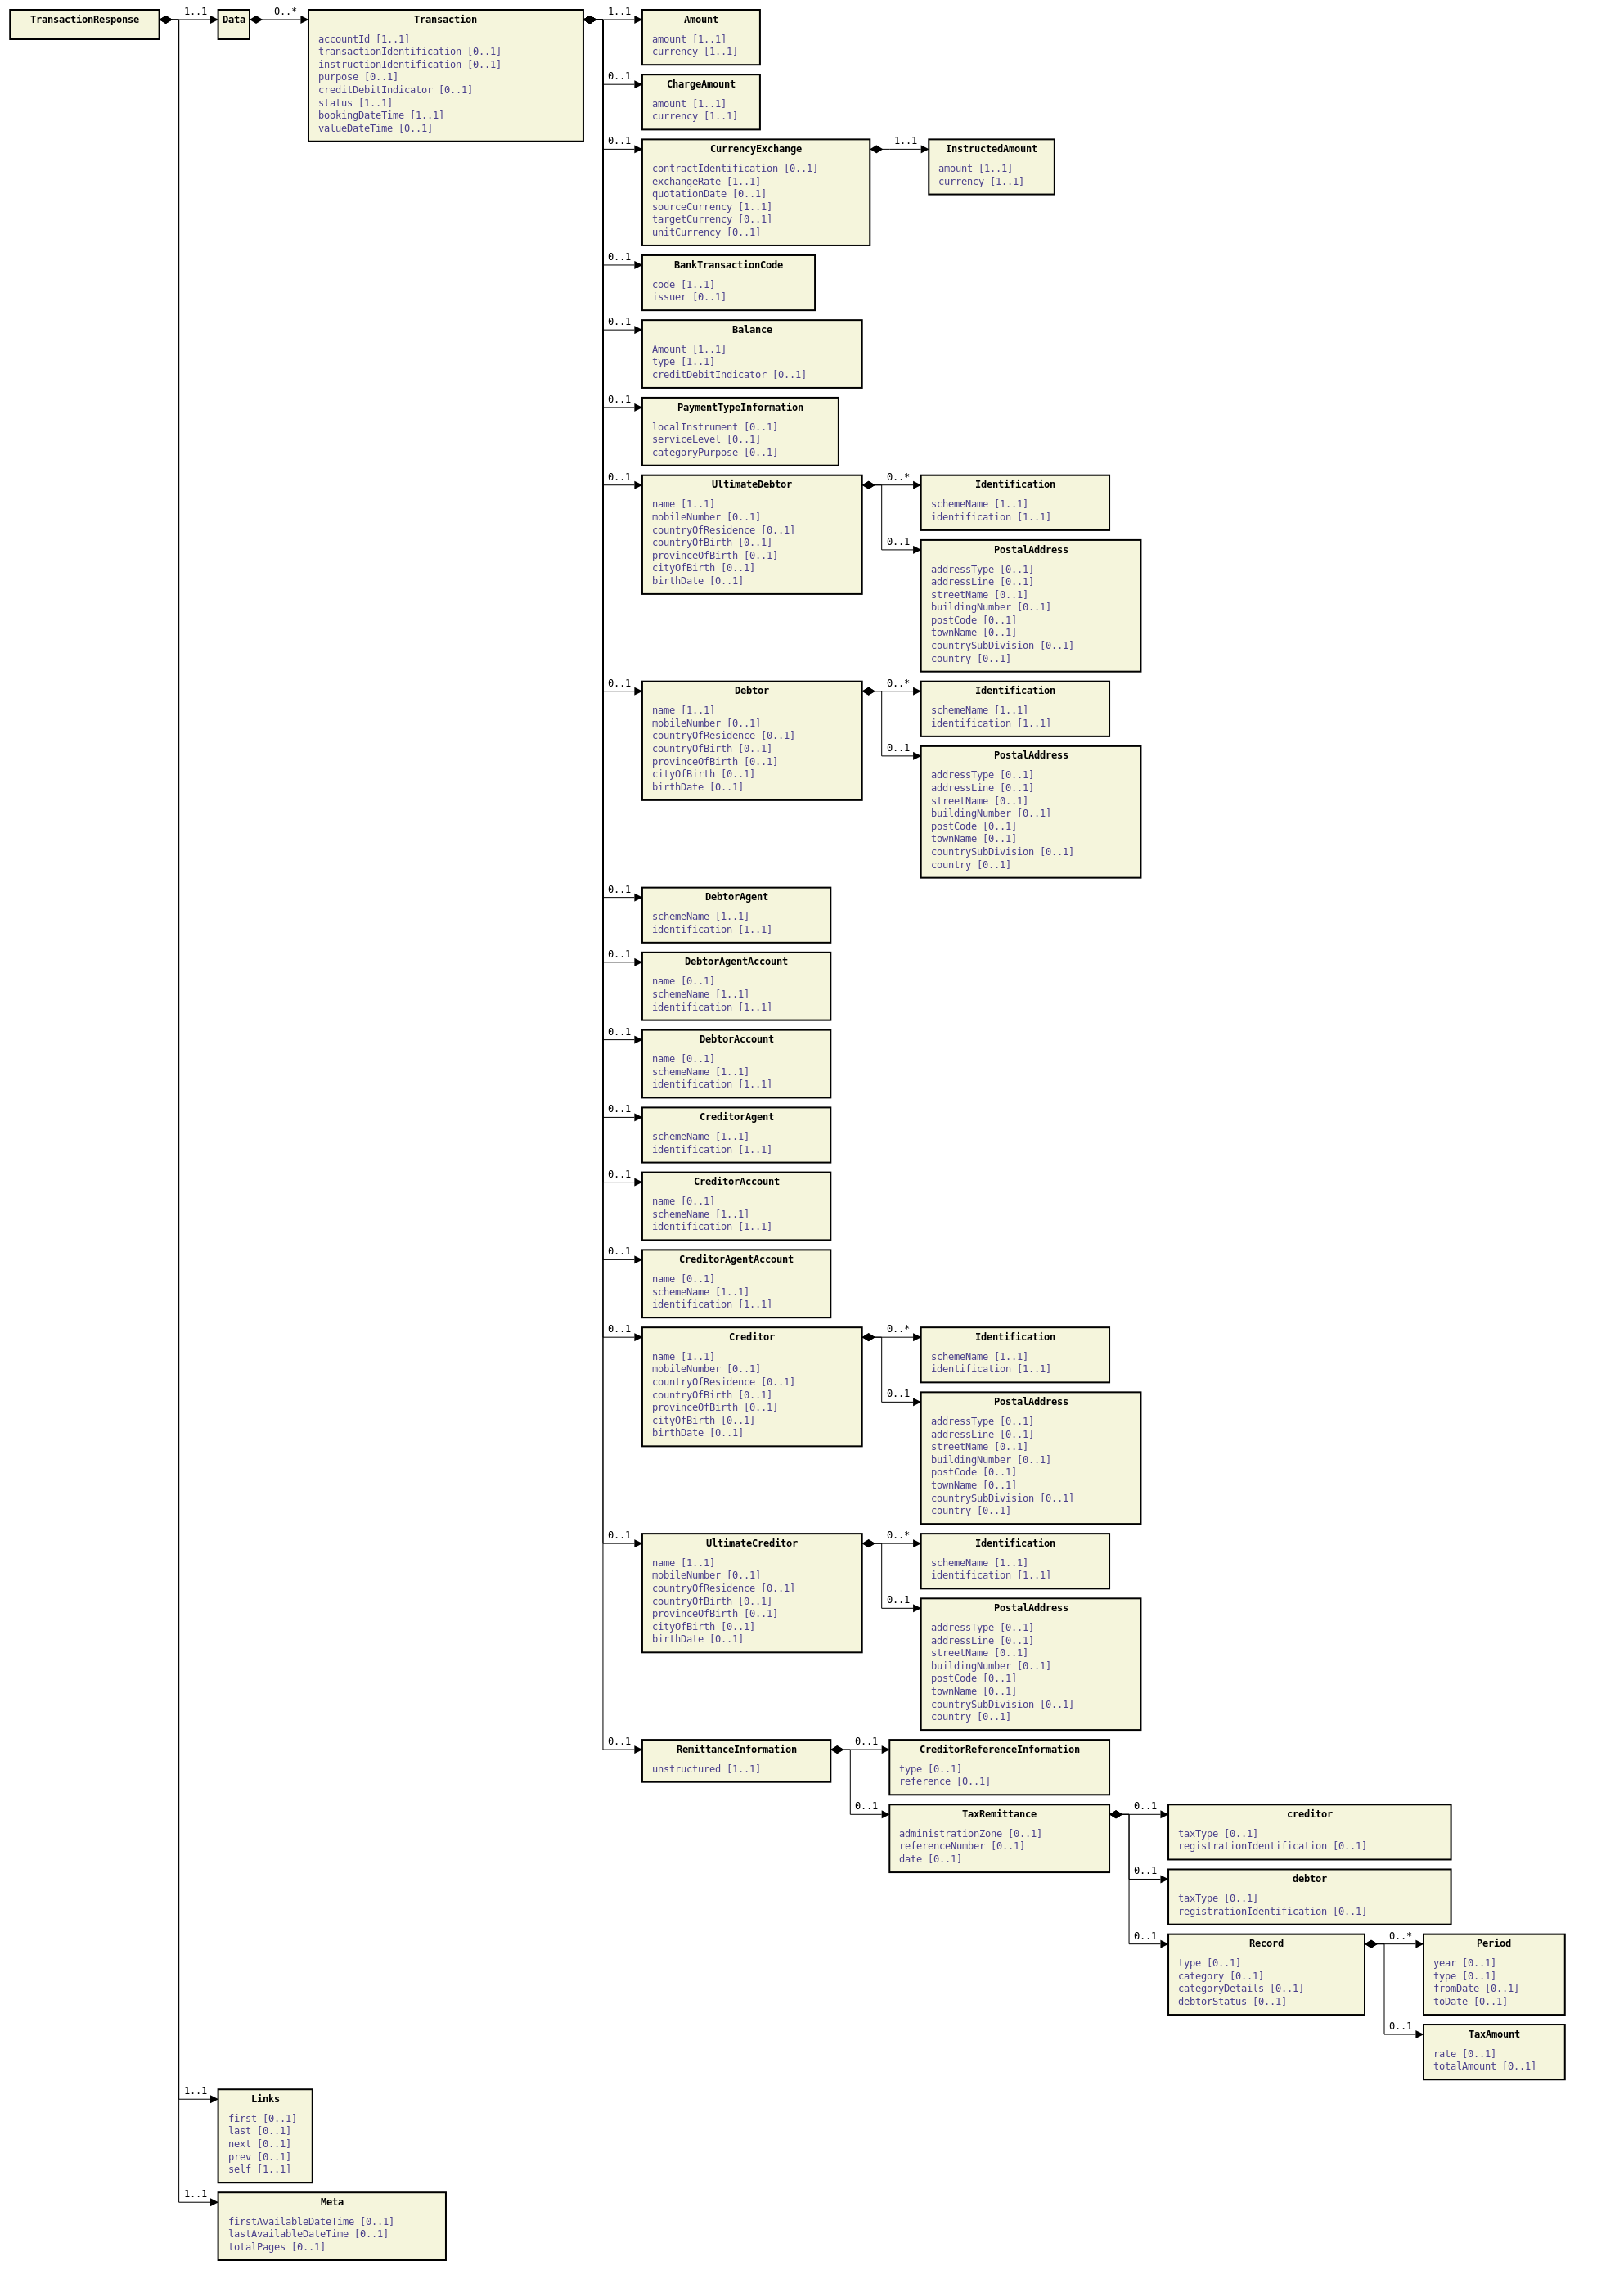 TransactionResponse
1..1
Data
0..*
Transaction
accountId [1..1]
transactionIdentification [0..1]
instructionIdentification [0..1]
purpose [0..1]
creditDebitIndicator [0..1]
status [1..1]
bookingDateTime [1..1]
valueDateTime [0..1]
1..1
Amount
amount [1..1]
currency [1..1]
0..1
ChargeAmount
amount [1..1]
currency [1..1]
0..1
CurrencyExchange
contractIdentification [0..1]
exchangeRate [1..1]
quotationDate [0..1]
sourceCurrency [1..1]
targetCurrency [0..1]
unitCurrency [0..1]
1..1
InstructedAmount
amount [1..1]
currency [1..1]
0..1
BankTransactionCode
code [1..1]
issuer [0..1]
0..1
Balance
Amount [1..1]
type [1..1]
creditDebitIndicator [0..1]
0..1
PaymentTypeInformation
localInstrument [0..1]
serviceLevel [0..1]
categoryPurpose [0..1]
0..1
UltimateDebtor
name [1..1]
mobileNumber [0..1]
countryOfResidence [0..1]
countryOfBirth [0..1]
provinceOfBirth [0..1]
cityOfBirth [0..1]
birthDate [0..1]
0..*
Identification
schemeName [1..1]
identification [1..1]
0..1
PostalAddress
addressType [0..1]
addressLine [0..1]
streetName [0..1]
buildingNumber [0..1]
postCode [0..1]
townName [0..1]
countrySubDivision [0..1]
country [0..1]
0..1
Debtor
name [1..1]
mobileNumber [0..1]
countryOfResidence [0..1]
countryOfBirth [0..1]
provinceOfBirth [0..1]
cityOfBirth [0..1]
birthDate [0..1]
0..*
Identification
schemeName [1..1]
identification [1..1]
0..1
PostalAddress
addressType [0..1]
addressLine [0..1]
streetName [0..1]
buildingNumber [0..1]
postCode [0..1]
townName [0..1]
countrySubDivision [0..1]
country [0..1]
0..1
DebtorAgent
schemeName [1..1]
identification [1..1]
0..1
DebtorAgentAccount
name [0..1]
schemeName [1..1]
identification [1..1]
0..1
DebtorAccount
name [0..1]
schemeName [1..1]
identification [1..1]
0..1
CreditorAgent
schemeName [1..1]
identification [1..1]
0..1
CreditorAccount
name [0..1]
schemeName [1..1]
identification [1..1]
0..1
CreditorAgentAccount
name [0..1]
schemeName [1..1]
identification [1..1]
0..1
Creditor
name [1..1]
mobileNumber [0..1]
countryOfResidence [0..1]
countryOfBirth [0..1]
provinceOfBirth [0..1]
cityOfBirth [0..1]
birthDate [0..1]
0..*
Identification
schemeName [1..1]
identification [1..1]
0..1
PostalAddress
addressType [0..1]
addressLine [0..1]
streetName [0..1]
buildingNumber [0..1]
postCode [0..1]
townName [0..1]
countrySubDivision [0..1]
country [0..1]
0..1
UltimateCreditor
name [1..1]
mobileNumber [0..1]
countryOfResidence [0..1]
countryOfBirth [0..1]
provinceOfBirth [0..1]
cityOfBirth [0..1]
birthDate [0..1]
0..*
Identification
schemeName [1..1]
identification [1..1]
0..1
PostalAddress
addressType [0..1]
addressLine [0..1]
streetName [0..1]
buildingNumber [0..1]
postCode [0..1]
townName [0..1]
countrySubDivision [0..1]
country [0..1]
0..1
RemittanceInformation
unstructured [1..1]
0..1
CreditorReferenceInformation
type [0..1]
reference [0..1]
0..1
TaxRemittance
administrationZone [0..1]
referenceNumber [0..1]
date [0..1]
0..1
creditor
taxType [0..1]
registrationIdentification [0..1]
0..1
debtor
taxType [0..1]
registrationIdentification [0..1]
0..1
Record
type [0..1]
category [0..1]
categoryDetails [0..1]
debtorStatus [0..1]
0..*
Period
year [0..1]
type [0..1]
fromDate [0..1]
toDate [0..1]
0..1
TaxAmount
rate [0..1]
totalAmount [0..1]
1..1
Links
first [0..1]
last [0..1]
next [0..1]
prev [0..1]
self [1..1]
1..1
Meta
firstAvailableDateTime [0..1]
lastAvailableDateTime [0..1]
totalPages [0..1]